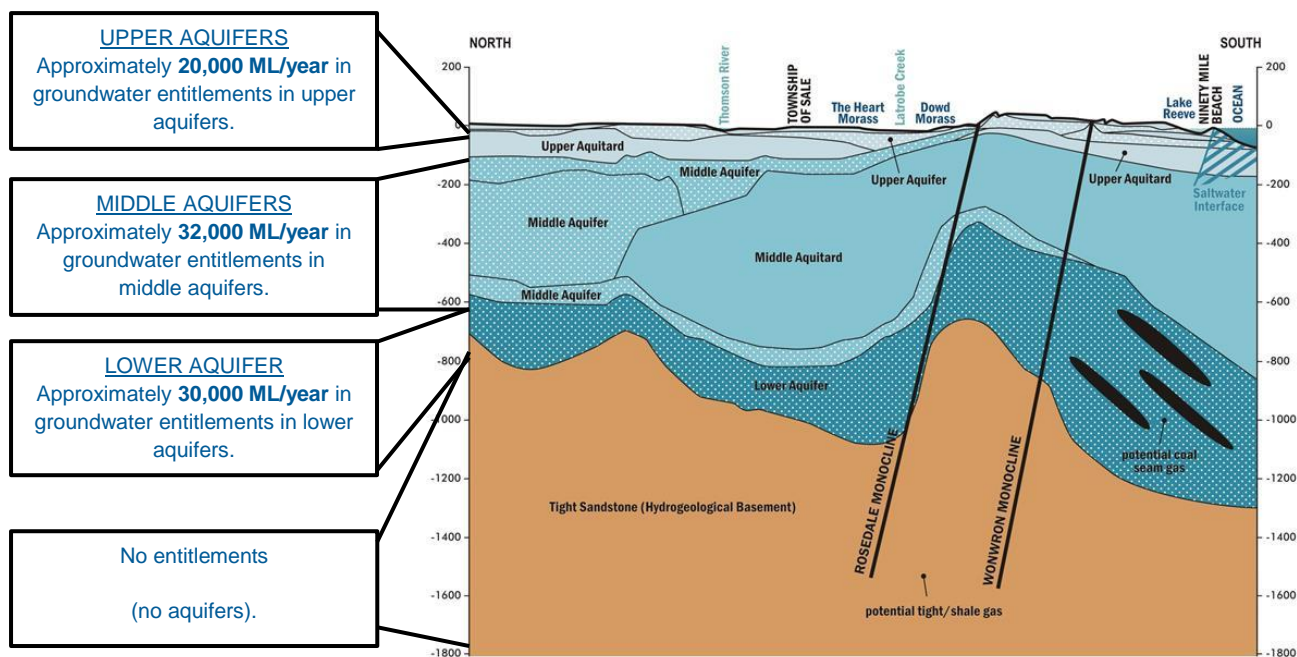 UPPER AQUIFERS
Approximately 20,000 ML/year in
groundwater entitlements in upper
aquifers.
MIDDLE AQUIFERS
Approximately 32,000 ML/year in
groundwater entitlements in
middle aquifers.
LOWER AQUIFER
Approximately 30,000 ML/year in
groundwater entitlements in lower
aquifers.
No entitlements
(no aquifers).
NORTH
SOUTH
Thomson River
TOWNSHIP
OF SALE
The Heart
Morass
Latrobe Creek
Dowd
Morass
Lake
Reeve
NINETY MILE
BEACH
OCEAN
200
0
-200
-400
-600
-800
-1000
-1200
-1400
-1600
-1800
200
0
-200
-400
-600
-800
-1000
-1200
-1400
-1600
-1800
Upper Aquitard
Middle Aquifer
Upper Aquifer
Upper Aquitard
Saltwater
Interface
Middle Aquifer
Middle Aquitard
Middle Aquifer
Lower Aquifer
potential coal
seam gas
ROSEDALE MONOCLINE
WONWRON MONOCLINE
Tight Sandstone (Hydrogeological Basement)
potential tight/shale gas